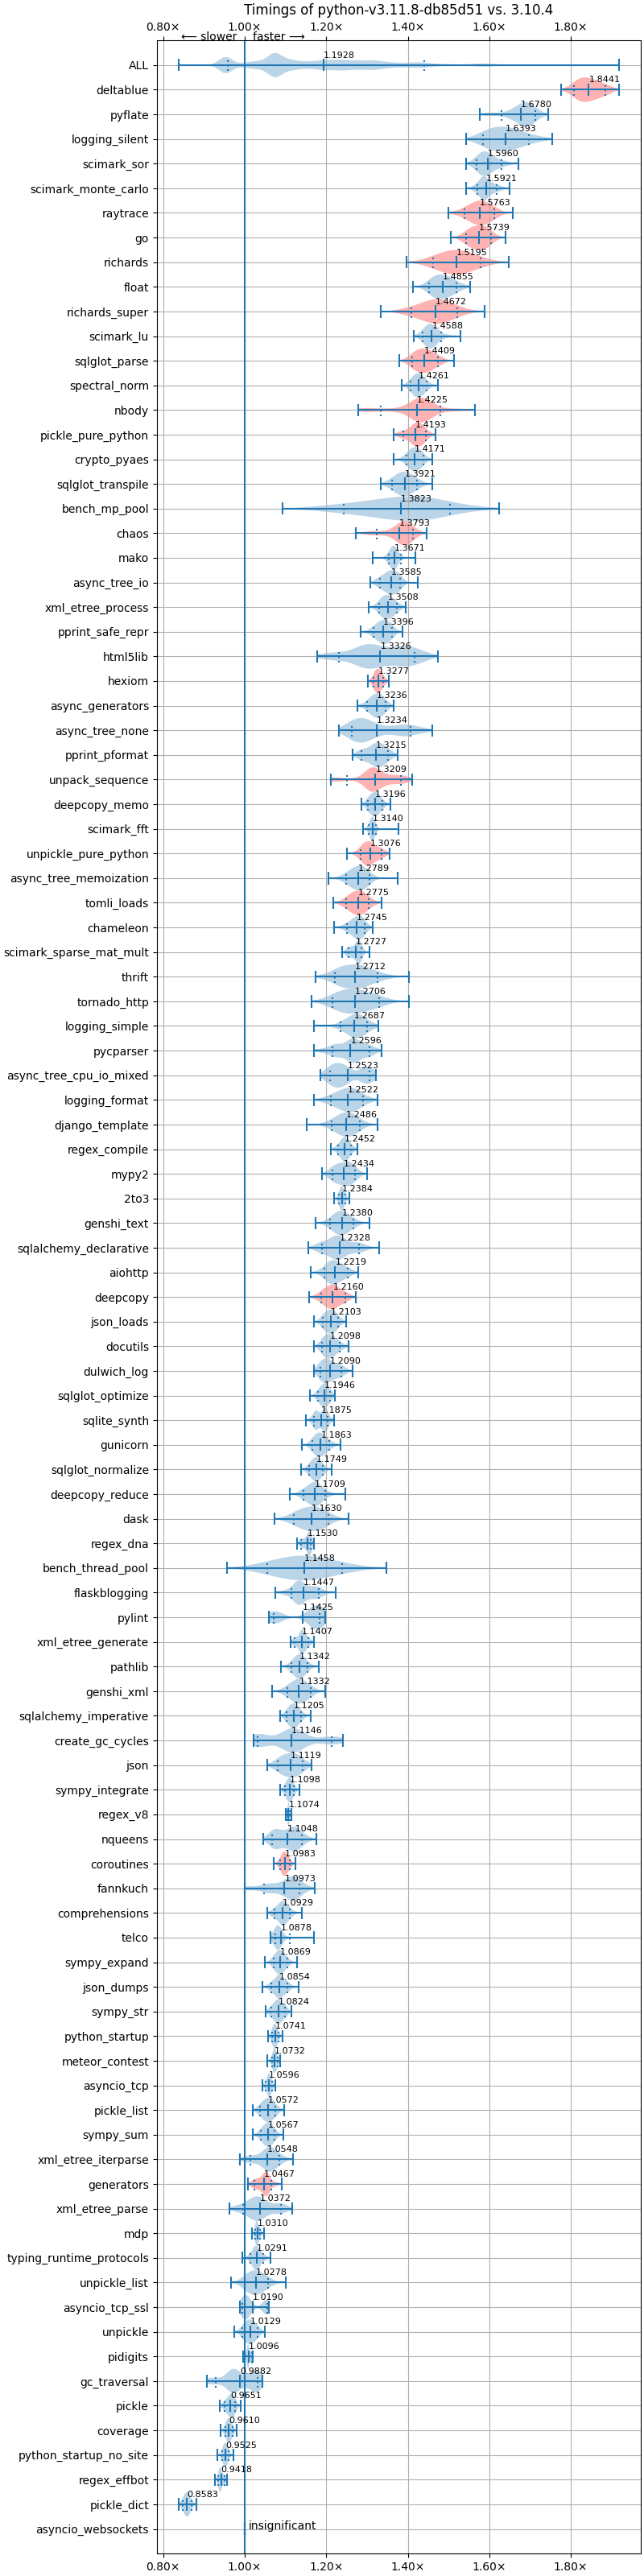 Timings of python-v3.11.8-db85d51 vs. 3.10.4
0.80× 1.00× 1.20× 1.40× 1.60× 1.80×
⟵ slower faster ⟶
ALL 1.1928
deltablue 1.8441
pyflate 1.6780
logging_silent 1.6393
scimark_sor 1.5960
scimark_monte_carlo 1.5921
raytrace 1.5763
go 1.5739
richards 1.5195
float 1.4855
richards_super 1.4672
scimark_lu 1.4588
sqlglot_parse 1.4409
spectral_norm 1.4261
nbody 1.4225
pickle_pure_python 1.4193
crypto_pyaes 1.4171
sqlglot_transpile 1.3921
bench_mp_pool 1.3823
chaos 1.3793
mako 1.3671
async_tree_io 1.3585
xml_etree_process 1.3508
pprint_safe_repr 1.3396
html5lib 1.3326
hexiom 1.3277
async_generators 1.3236
async_tree_none 1.3234
pprint_pformat 1.3215
unpack_sequence 1.3209
deepcopy_memo 1.3196
scimark_fft 1.3140
unpickle_pure_python 1.3076
async_tree_memoization 1.2789
tomli_loads 1.2775
chameleon 1.2745
scimark_sparse_mat_mult 1.2727
thrift 1.2712
tornado_http 1.2706
logging_simple 1.2687
pycparser 1.2596
async_tree_cpu_io_mixed 1.2523
logging_format 1.2522
django_template 1.2486
regex_compile 1.2452
mypy2 1.2434
2to3 1.2384
genshi_text 1.2380
sqlalchemy_declarative 1.2328
aiohttp 1.2219
deepcopy 1.2160
json_loads 1.2103
docutils 1.2098
dulwich_log 1.2090
sqlglot_optimize 1.1946
sqlite_synth 1.1875
gunicorn 1.1863
sqlglot_normalize 1.1749
deepcopy_reduce 1.1709
dask 1.1630
regex_dna 1.1530
bench_thread_pool 1.1458
flaskblogging 1.1447
pylint 1.1425
xml_etree_generate 1.1407
pathlib 1.1342
genshi_xml 1.1332
sqlalchemy_imperative 1.1205
create_gc_cycles 1.1146
json 1.1119
sympy_integrate 1.1098
regex_v8 1.1074
nqueens 1.1048
coroutines 1.0983
fannkuch 1.0973
comprehensions 1.0929
telco 1.0878
sympy_expand 1.0869
json_dumps 1.0854
sympy_str 1.0824
python_startup 1.0741
meteor_contest 1.0732
asyncio_tcp 1.0596
pickle_list 1.0572
sympy_sum 1.0567
xml_etree_iterparse 1.0548
generators 1.0467
xml_etree_parse 1.0372
mdp 1.0310
typing_runtime_protocols 1.0291
unpickle_list 1.0278
asyncio_tcp_ssl 1.0190
unpickle 1.0129
pidigits 1.0096
gc_traversal 0.9882
pickle 0.9651
coverage 0.9610
python_startup_no_site 0.9525
regex_effbot 0.9418
pickle_dict 0.8583
asyncio_websockets insignificant
0.80× 1.00× 1.20× 1.40× 1.60× 1.80×